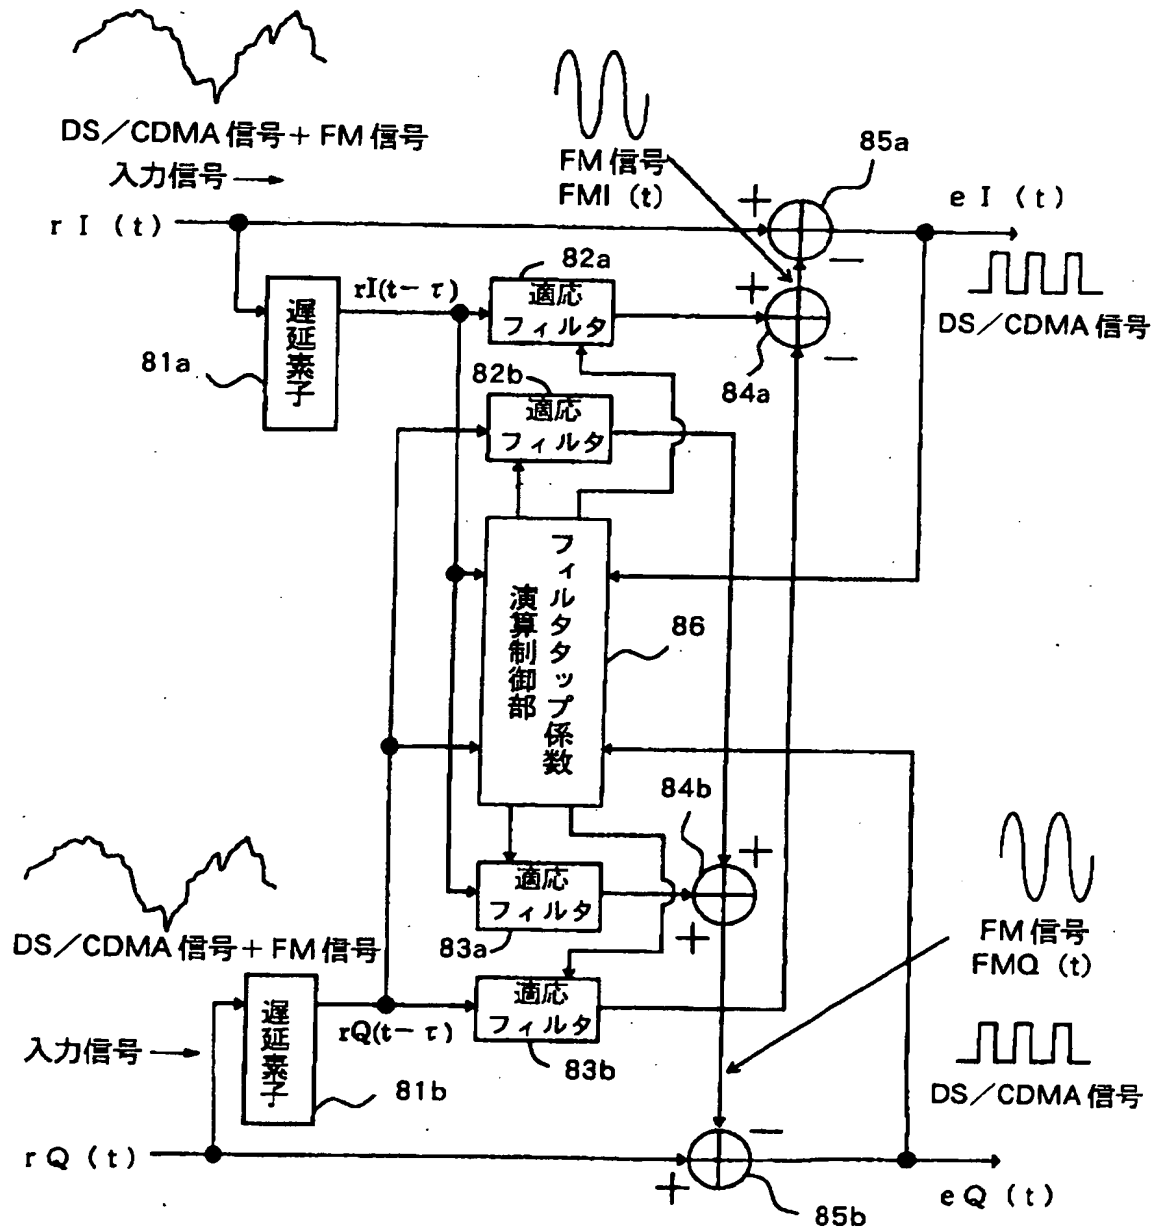 DS／CDMA 信号＋FM 信号
入力信号 →
r I (t)
FM 信号
FMI (t)
85a
e I (t)
DS／CDMA 信号
＋
－
＋
－
84a
遅延素子
81a
rI(t－τ)
82a
適応
フィルタ
82b
適応
フィルタ
フィルタタップ係数
演算制御部
86
84b
＋
＋
適応
フィルタ
83a
適応
フィルタ
83b
DS／CDMA 信号＋FM 信号
入力信号 →
遅延素子
81b
rQ(t－τ)
r Q (t)
FM 信号
FMQ (t)
DS／CDMA 信号
－
＋
85b
e Q (t)